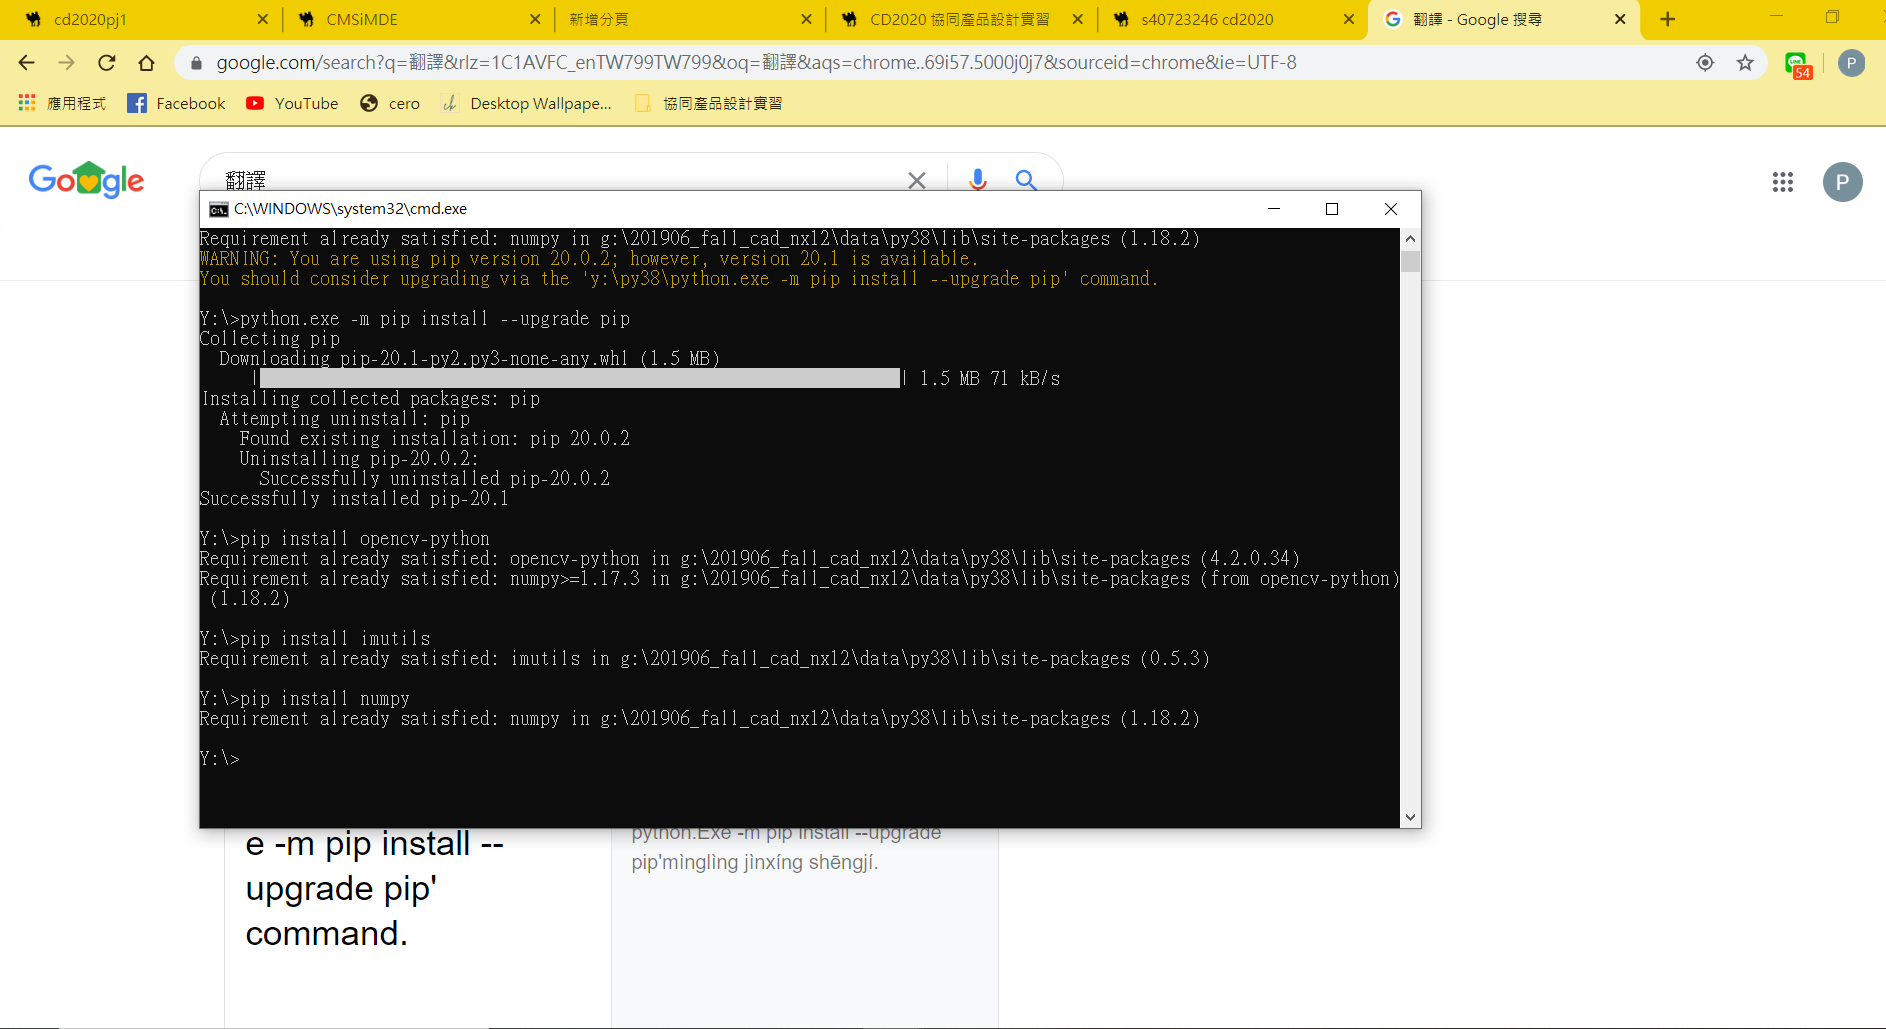 cd2020pj1
CMSiMDE
新增分頁
CD2020 協同產品設計實習
s40723246 cd2020
翻譯 - Google 搜尋
google.com/search?q=翻譯&rlz=1C1AVFC_enTW799TW799&oq=翻譯&aqs=chrome..69i57.5000j0j7&sourceid=chrome&ie=UTF-8
54
P
應用程式
Facebook
YouTube
cero
Desktop Wallpape...
協同產品設計實習
Google
翻譯
P
C:\WINDOWS\system32\cmd.exe
Requirement already satisfied: numpy in g:\201906_fall_cad_nx12\data\py38\lib\site-packages (1.18.2)
WARNING: You are using pip version 20.0.2; however, version 20.1 is available.
You should consider upgrading via the 'y:\py38\python.exe -m pip install --upgrade pip' command.
Y:\>python.exe -m pip install --upgrade pip
Collecting pip
Downloading pip-20.1-py2.py3-none-any.whl (1.5 MB)
| | 1.5 MB 71 kB/s
Installing collected packages: pip
Attempting uninstall: pip
Found existing installation: pip 20.0.2
Uninstalling pip-20.0.2:
Successfully uninstalled pip-20.0.2
Successfully installed pip-20.1
Y:\>pip install opencv-python
Requirement already satisfied: opencv-python in g:\201906_fall_cad_nx12\data\py38\lib\site-packages (4.2.0.34)
Requirement already satisfied: numpy>=1.17.3 in g:\201906_fall_cad_nx12\data\py38\lib\site-packages (from opencv-python)
(1.18.2)
Y:\>pip install imutils
Requirement already satisfied: imutils in g:\201906_fall_cad_nx12\data\py38\lib\site-packages (0.5.3)
Y:\>pip install numpy
Requirement already satisfied: numpy in g:\201906_fall_cad_nx12\data\py38\lib\site-packages (1.18.2)
Y:\>
e -m pip install --
upgrade pip'
command.
python.Exe -m pip install --upgrade
pip'mìnglìng jìnxíng shēngjí.